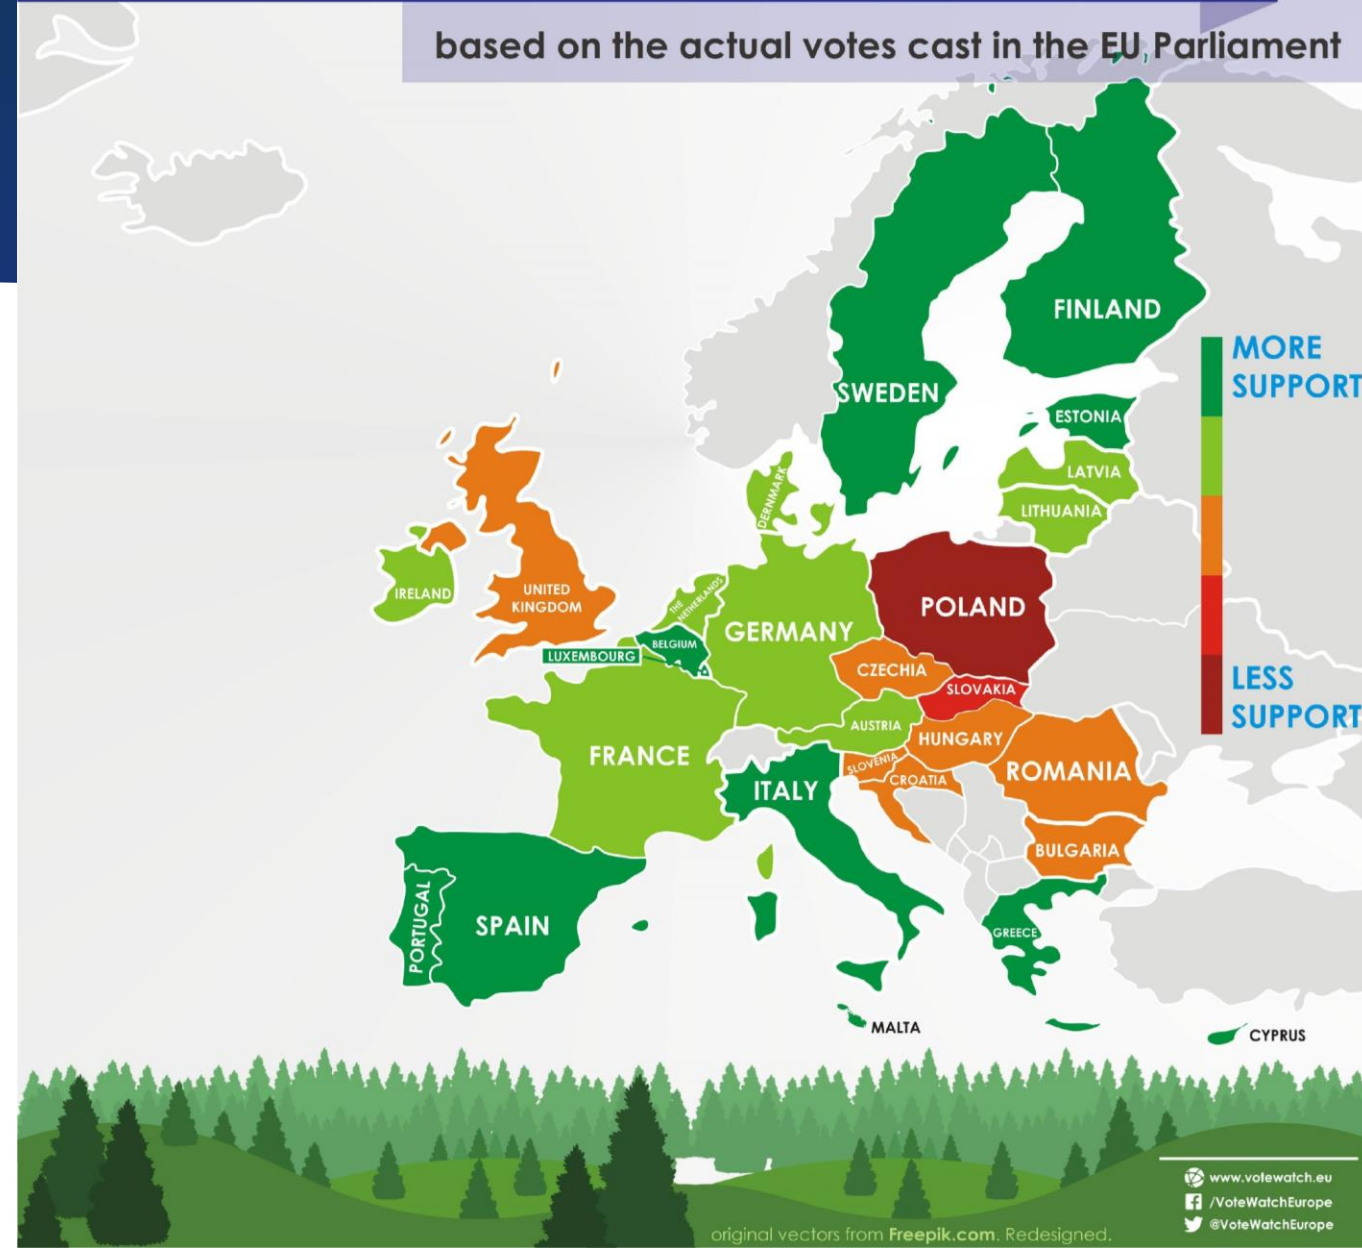 based on the actual votes cast in the EU Parliament
FINLAND
MORE
SUPPORT
SWEDEN
ESTONIA
LATVIA
DERNMARK
LITHUANIA
IRELAND
UNITED
KINGDOM
THE
NETHERLANDS
POLAND
GERMANY
BELGIUM
LUXEMBOURG
CZECHIA
SLOVAKIA
LESS
SUPPORT
AUSTRIA
HUNGARY
FRANCE
SLOVENIA
CROATIA
ROMANIA
ITALY
BULGARIA
PORTUGAL
SPAIN
GREECE
MALTA
CYPRUS
www.votewatch.eu
/VoteWatchEurope
@VoteWatchEurope
original vectors from Freepik.com. Redesigned.